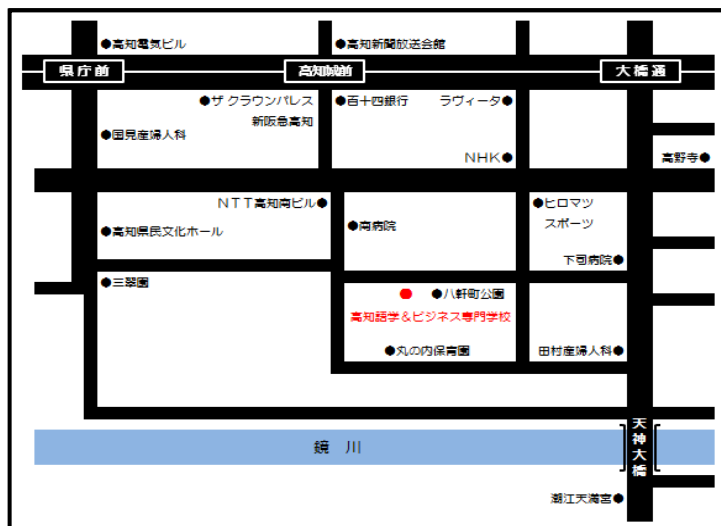 ●高知電気ビル
●高知新聞放送会館
県庁前
高知城前
大橋通
●ザ クラウンパレス
新阪急高知
●百十四銀行
ラヴィータ●
●国見産婦人科
NHK●
高野寺●
NTT高知南ビル●
●ヒロマツ
スポーツ
●高知県民文化ホール
●南病院
下司病院●
●三翠園
●
●八軒町公園
高知語学&ビジネス専門学校
●丸の内保育園
田村産婦人科●
鏡 川
天神大橋
潮江天満宮●